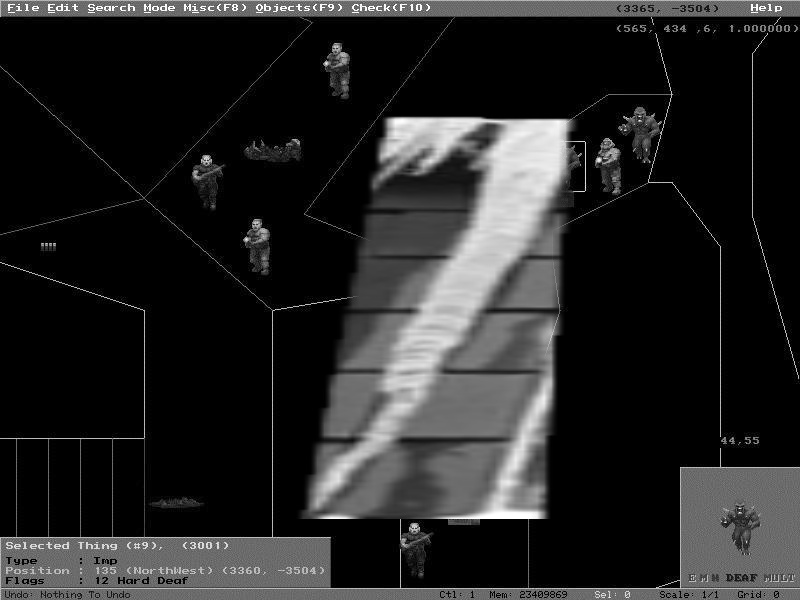 File Edit Search Mode Misc(F8) Objects(F9) Check(F10) (3365, -3504) Help
(565, 434 ,6, 1.000000)
44,55
Selected Thing (#9), (3001)
Type : Imp
Position : 135 (NorthWest) (3360, -3504)
Flags : 12 Hard Deaf
E M H DEAF MULT
Undo: Nothing To Undo Ctl: 1 Mem: 23409869 Sel: 0 Scale: 1/1 Grid: 0